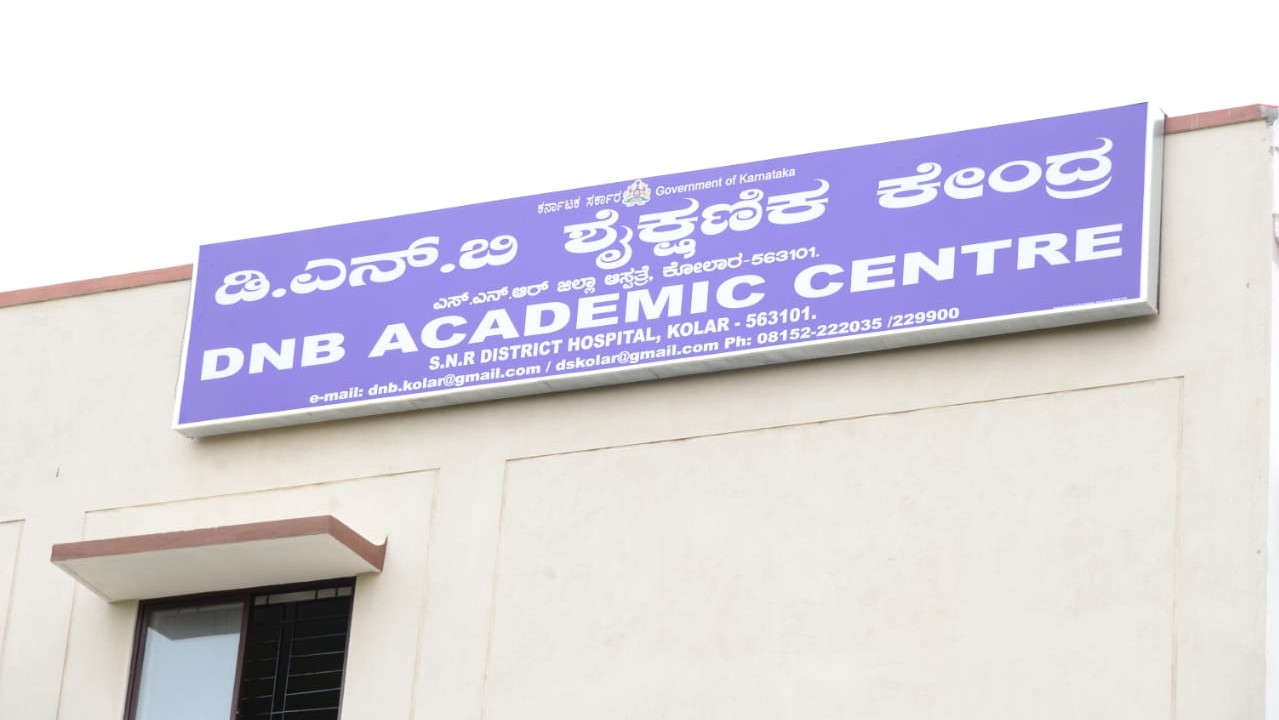 ಕರ್ನಾಟಕ ಸರ್ಕಾರ Government of Karnataka
ಡಿ.ಎನ್.ಬಿ ಶೈಕ್ಷಣಿಕ ಕೇಂದ್ರ
ಎಸ್.ಎನ್.ಆರ್ ಜಿಲ್ಲಾ ಆಸ್ಪತ್ರೆ, ಕೋಲಾರ-563101.
DNB ACADEMIC CENTRE
S.N.R DISTRICT HOSPITAL, KOLAR - 563101.
e-mail: dnb.kolar@gmail.com / dskolar@gmail.com Ph: 08152-222035 /229900